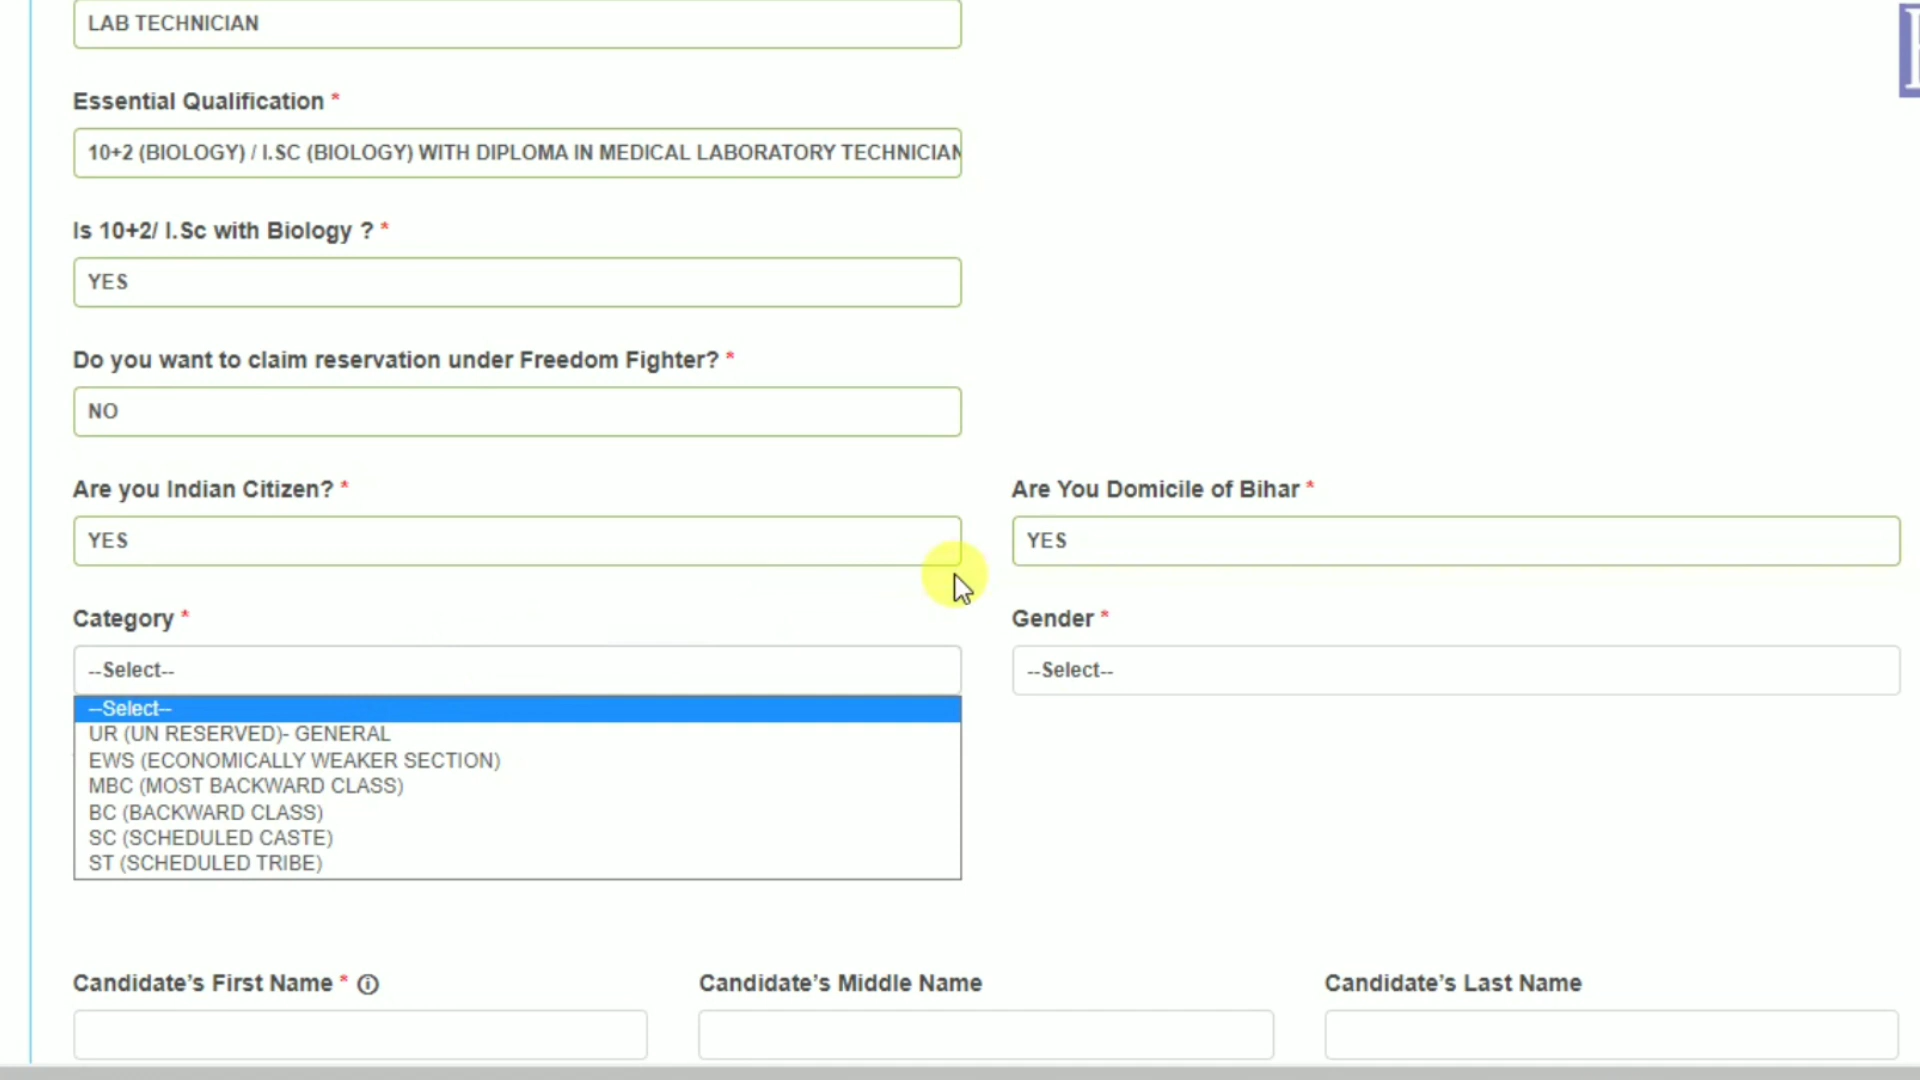 LAB TECHNICIAN
Essential Qualification *
10+2 (BIOLOGY) / I.SC (BIOLOGY) WITH DIPLOMA IN MEDICAL LABORATORY TECHNICIAN
Is 10+2/ I.Sc with Biology ? *
YES
Do you want to claim reservation under Freedom Fighter? *
NO
Are you Indian Citizen? *
Are You Domicile of Bihar *
YES
YES
Category *
Gender *
--Select--
--Select--
--Select--
UR (UN RESERVED)- GENERAL
EWS (ECONOMICALLY WEAKER SECTION)
MBC (MOST BACKWARD CLASS)
BC (BACKWARD CLASS)
SC (SCHEDULED CASTE)
ST (SCHEDULED TRIBE)
Candidate’s First Name *
Candidate’s Middle Name
Candidate’s Last Name